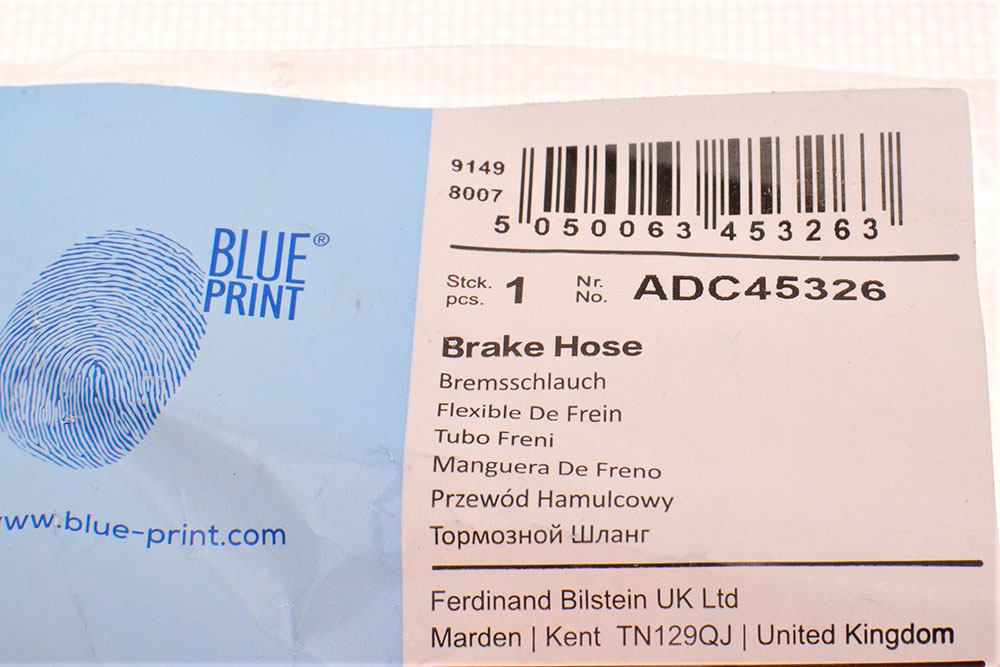 BLUE®
PRINT
www.blue-print.com
9149
8007
5 050063 453263
Stck. pcs. 1 Nr. No. ADC45326
Brake Hose
Bremsschlauch
Flexible De Frein
Tubo Freni
Manguera De Freno
Przewód Hamulcowy
Тормозной Шланг
Ferdinand Bilstein UK Ltd
Marden | Kent TN129QJ | United Kingdom